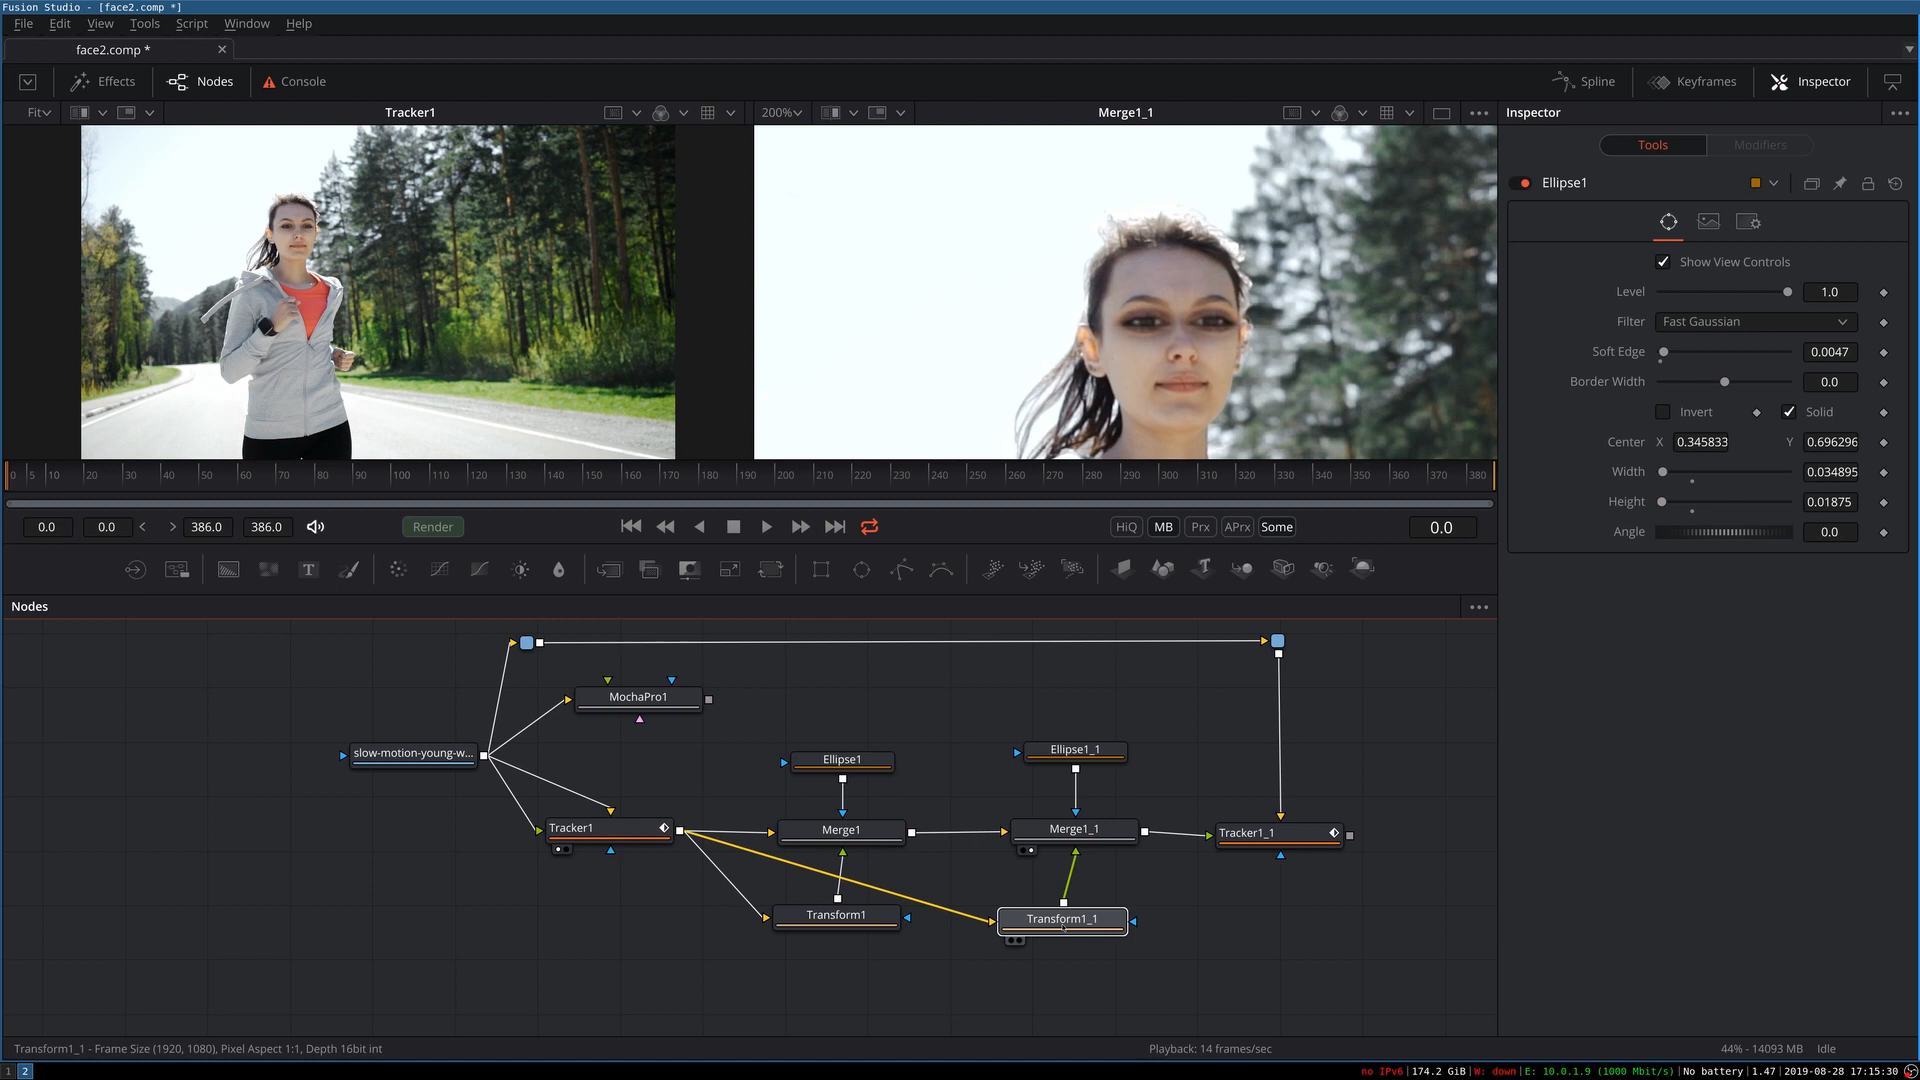 Fusion Studio - [face2.comp *]
File Edit View Tools Script Window Help
face2.comp *
Effects Nodes Console Spline Keyframes Inspector
Fit Tracker1 200% Merge1_1 Inspector
Tools Modifiers
Ellipse1
Show View Controls
Level 1.0
Filter Fast Gaussian
Soft Edge 0.0047
Border Width 0.0
Invert Solid
Center X 0.345833 Y 0.696296
Width 0.034895
Height 0.01875
Angle 0.0
0 5 10 20 30 40 50 60 70 80 90 100 110 120 130 140 150 160 170 180 190 200 210 220 230 240 250 260 270 280 290 300 310 320 330 340 350 360 370 380
0.0 0.0 386.0 386.0 Render HiQ MB Prx APrx Some 0.0
T
Nodes
MochaPro1
slow-motion-young-w...
Ellipse1
Ellipse1_1
Tracker1
Merge1
Merge1_1
Tracker1_1
Transform1
Transform1_1
Transform1_1 - Frame Size (1920, 1080), Pixel Aspect 1:1, Depth 16bit int Playback: 14 frames/sec 44% - 14093 MB Idle
1 2 no IPv6|174.2 GiB|W: down|E: 10.0.1.9 (1000 Mbit/s)|No battery|1.47|2019-08-28 17:15:30